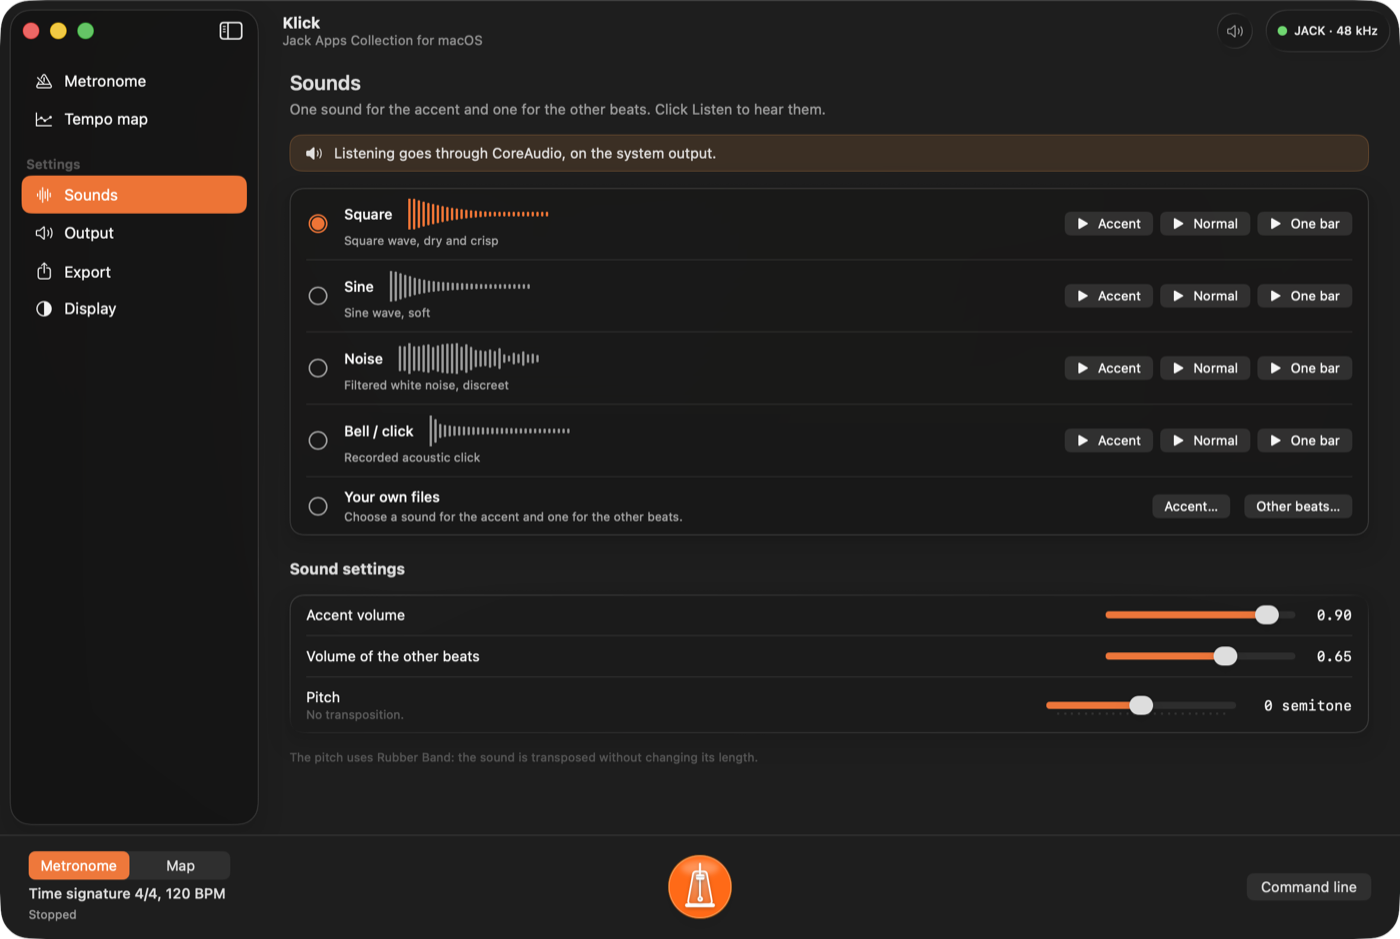 Klick
Jack Apps Collection for macOS
JACK · 48 kHz
Metronome
Tempo map
Settings
Sounds
Output
Export
Display
Sounds
One sound for the accent and one for the other beats. Click Listen to hear them.
Listening goes through CoreAudio, on the system output.
Square
Square wave, dry and crisp
Accent
Normal
One bar
Sine
Sine wave, soft
Accent
Normal
One bar
Noise
Filtered white noise, discreet
Accent
Normal
One bar
Bell / click
Recorded acoustic click
Accent
Normal
One bar
Your own files
Choose a sound for the accent and one for the other beats.
Accent...
Other beats...
Sound settings
Accent volume
0.90
Volume of the other beats
0.65
Pitch
No transposition.
0 semitone
The pitch uses Rubber Band: the sound is transposed without changing its length.
Metronome
Map
Time signature 4/4, 120 BPM
Stopped
Command line